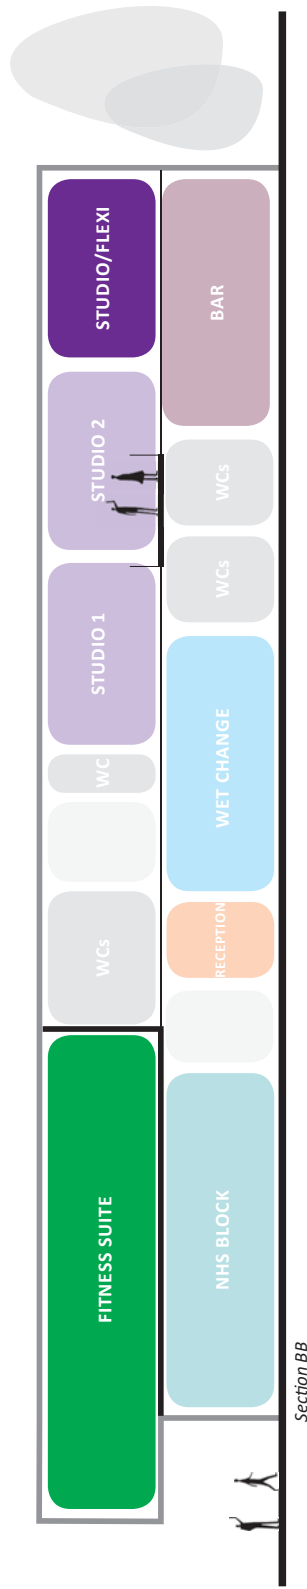 FITNESS SUITE
WCs
WC
STUDIO 1
STUDIO 2
STUDIO/FLEXI
NHS BLOCK
RECEPTION
WET CHANGE
WCs
WCs
BAR
Section BB